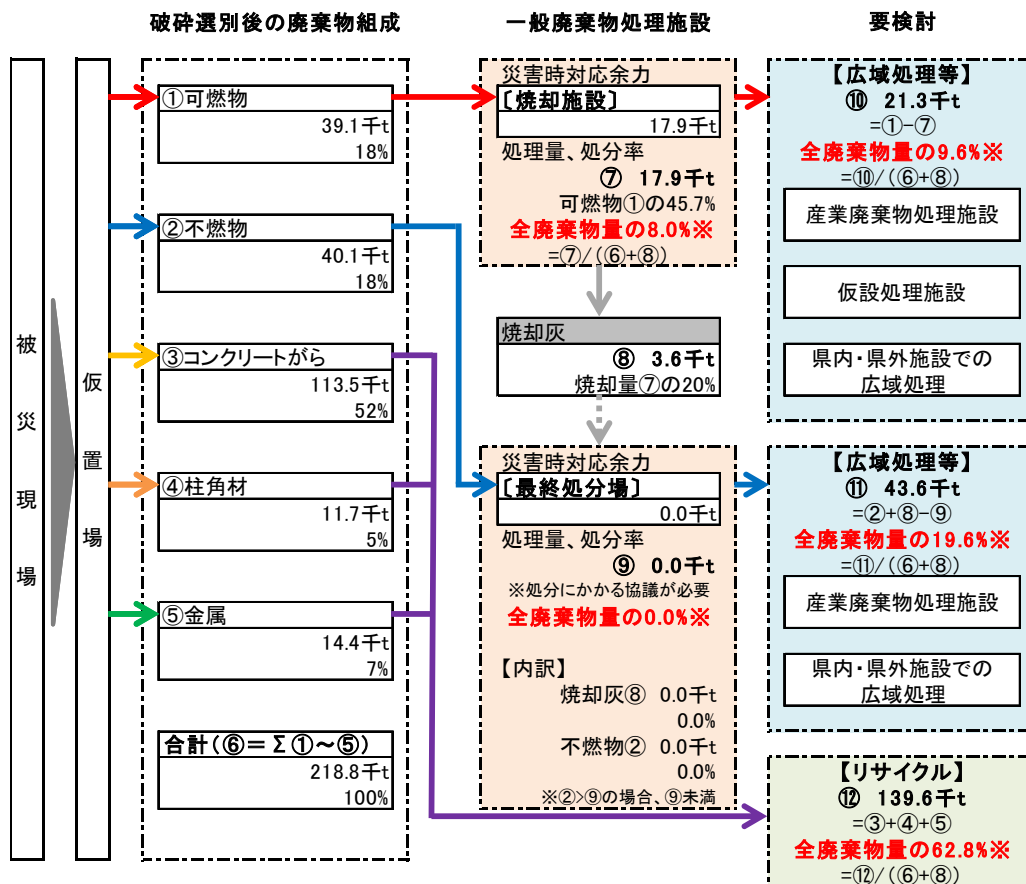 破砕選別後の廃棄物組成
一般廃棄物処理施設
要検討
被災現場
仮置場
①可燃物
39.1千t
18%
②不燃物
40.1千t
18%
③コンクリートがら
113.5千t
52%
④柱角材
11.7千t
5%
⑤金属
14.4千t
7%
合計(⑥=Σ①~⑤)
218.8千t
100%
災害時対応余力
〔焼却施設〕
17.9千t
処理量、処分率
⑦ 17.9千t
可燃物①の45.7%
全廃棄物量の8.0%※
=⑦/(⑥+⑧)
焼却灰
⑧ 3.6千t
焼却量⑦の20%
災害時対応余力
〔最終処分場〕
0.0千t
処理量、処分率
⑨ 0.0千t
※処分にかかる協議が必要
全廃棄物量の0.0%※
【内訳】
焼却灰⑧ 0.0千t
0.0%
不燃物② 0.0千t
0.0%
※②>⑨の場合、⑨未満
【広域処理等】
⑩ 21.3千t
=①-⑦
全廃棄物量の9.6%※
=⑩/(⑥+⑧)
産業廃棄物処理施設
仮設処理施設
県内・県外施設での
広域処理
【広域処理等】
⑪ 43.6千t
=②+⑧-⑨
全廃棄物量の19.6%※
=⑪/(⑥+⑧)
産業廃棄物処理施設
県内・県外施設での
広域処理
【リサイクル】
⑫ 139.6千t
=③+④+⑤
全廃棄物量の62.8%※
=⑫/(⑥+⑧)